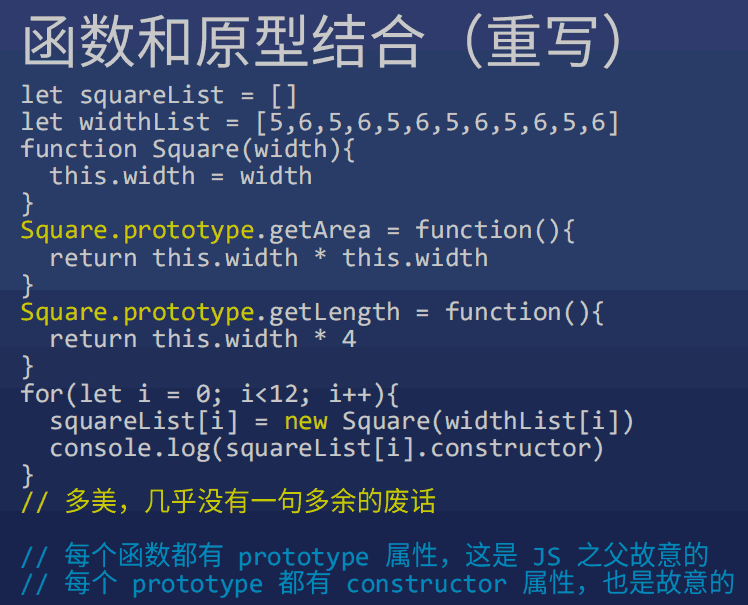 函数和原型结合（重写）
let squareList = []
let widthList = [5,6,5,6,5,6,5,6,5,6,5,6]
function Square(width){
  this.width = width
}
Square.prototype.getArea = function(){
  return this.width * this.width
}
Square.prototype.getLength = function(){
  return this.width * 4
}
for(let i = 0; i<12; i++){
  squareList[i] = new Square(widthList[i])
  console.log(squareList[i].constructor)
}
// 多美，几乎没有一句多余的废话
// 每个函数都有 prototype 属性，这是 JS 之父故意的
// 每个 prototype 都有 constructor 属性，也是故意的